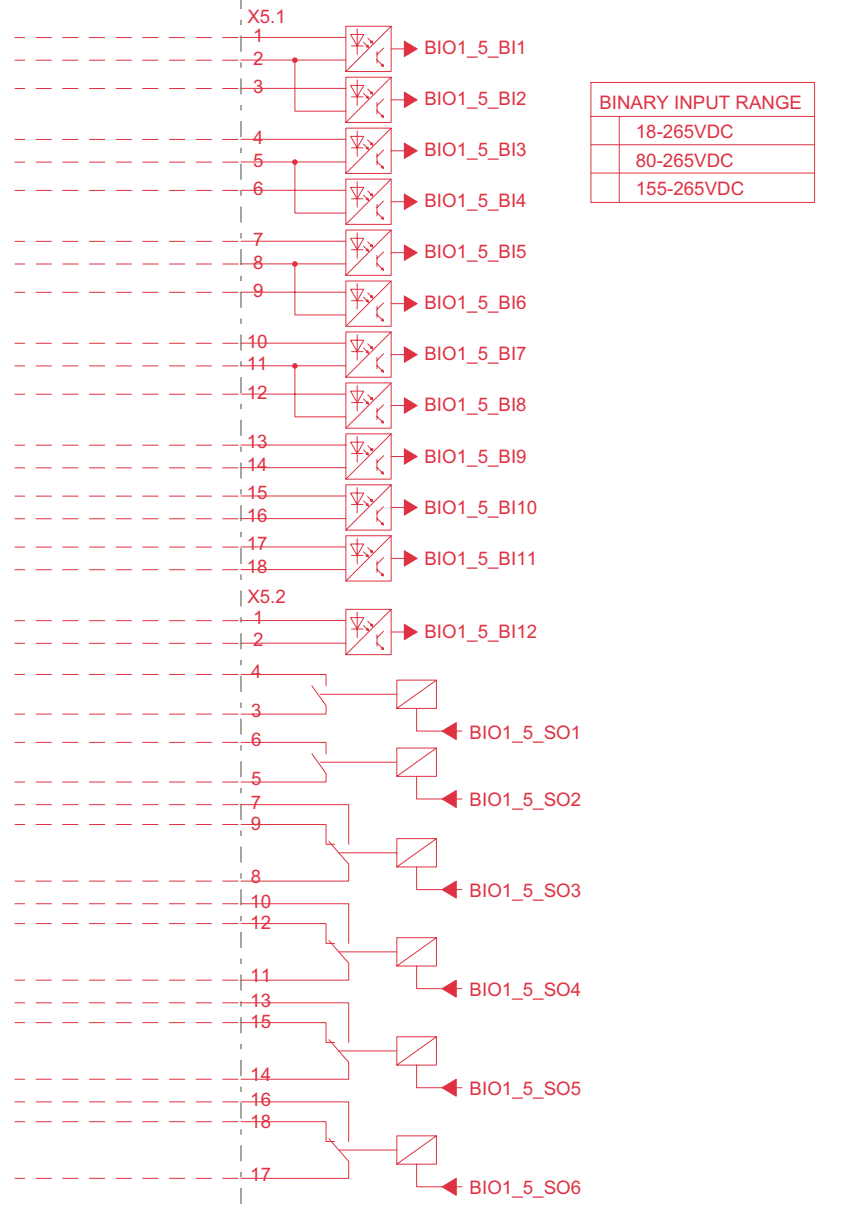 X5.1
1
BIO1_5_BI1
2
3
BIO1_5_BI2
BINARY INPUT RANGE
18-265VDC
80-265VDC
155-265VDC
4
BIO1_5_BI3
5
6
BIO1_5_BI4
7
BIO1_5_BI5
8
9
BIO1_5_BI6
10
BIO1_5_BI7
11
12
BIO1_5_BI8
13
BIO1_5_BI9
14
15
BIO1_5_BI10
16
17
BIO1_5_BI11
18
X5.2
1
BIO1_5_BI12
2
4
3
BIO1_5_SO1
6
5
BIO1_5_SO2
7
9
8
BIO1_5_SO3
10
12
11
BIO1_5_SO4
13
15
14
BIO1_5_SO5
16
18
17
BIO1_5_SO6